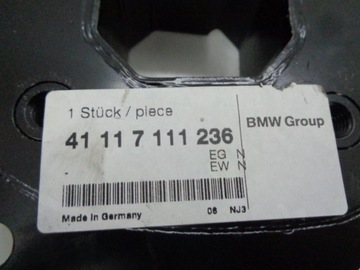 1 Stück / piece
41 11 7 111 236
BMW Group
EG N
EW N
Made In Germany
06 NJ3